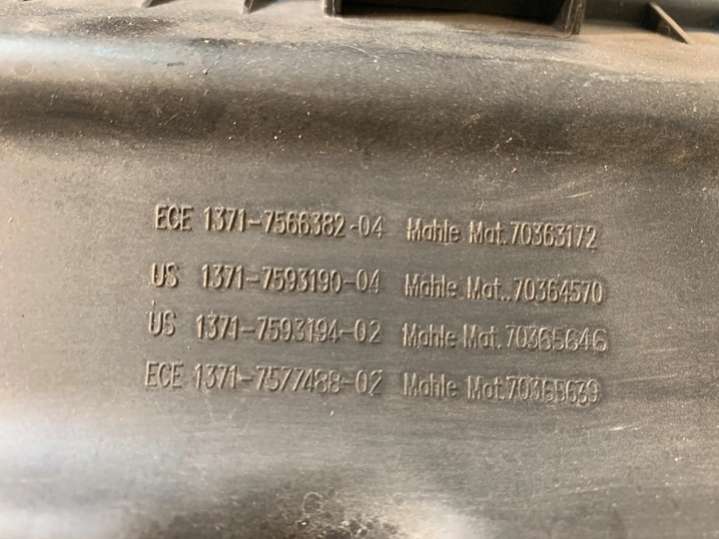 ECE 1371-7566382-04 Mahle Mat.70363172
US 1371-7593190-04 Mahle Mat..70364570
US 1371-7593194-02 Mahle Mat.70365646
ECE 1371-7577488-02 Mahle Mat.70365639